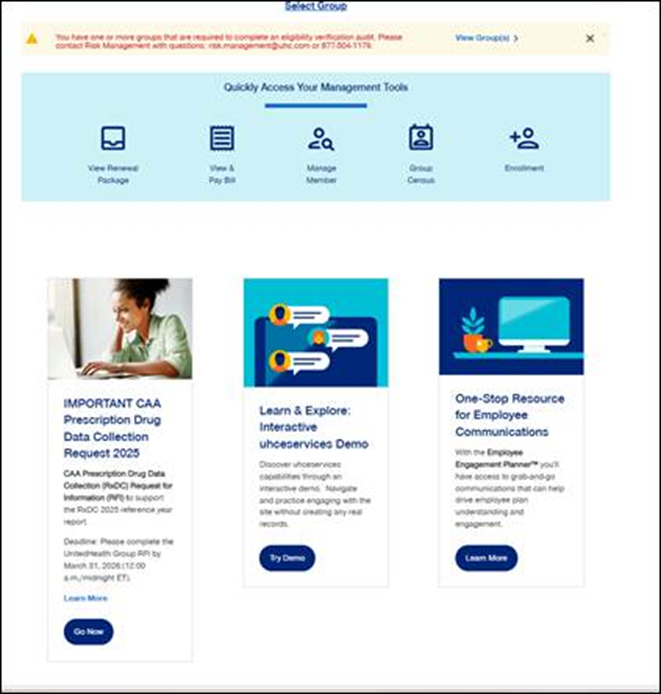 Select Group
You have one or more groups that are required to complete an eligibility verification audit. Please
contact Risk Management with questions: risk.management@uhc.com or 877-504-1179.
View Group(s) >
Quickly Access Your Management Tools
View Renewal
Package
View &
Pay Bill
Manage
Member
Group
Census
Enrollment
IMPORTANT CAA
Prescription Drug
Data Collection
Request 2025
CAA Prescription Drug Data
Collection (RxDC) Request for
Information (RFI) to support
the RxDC 2025 reference year
report.
Deadline: Please complete the
UnitedHealth Group RFI by
March 31, 2026 (12:00
a.m./midnight ET).
Learn More
Go Now
Learn & Explore:
Interactive
uhceservices Demo
Discover uhceservices
capabilities through an
interactive demo. Navigate
and practice engaging with the
site without creating any real
records.
Try Demo
One-Stop Resource
for Employee
Communications
With the Employee
Engagement Planner™ you'll
have access to grab-and-go
communications that can help
drive employee plan
understanding and
engagement.
Learn More